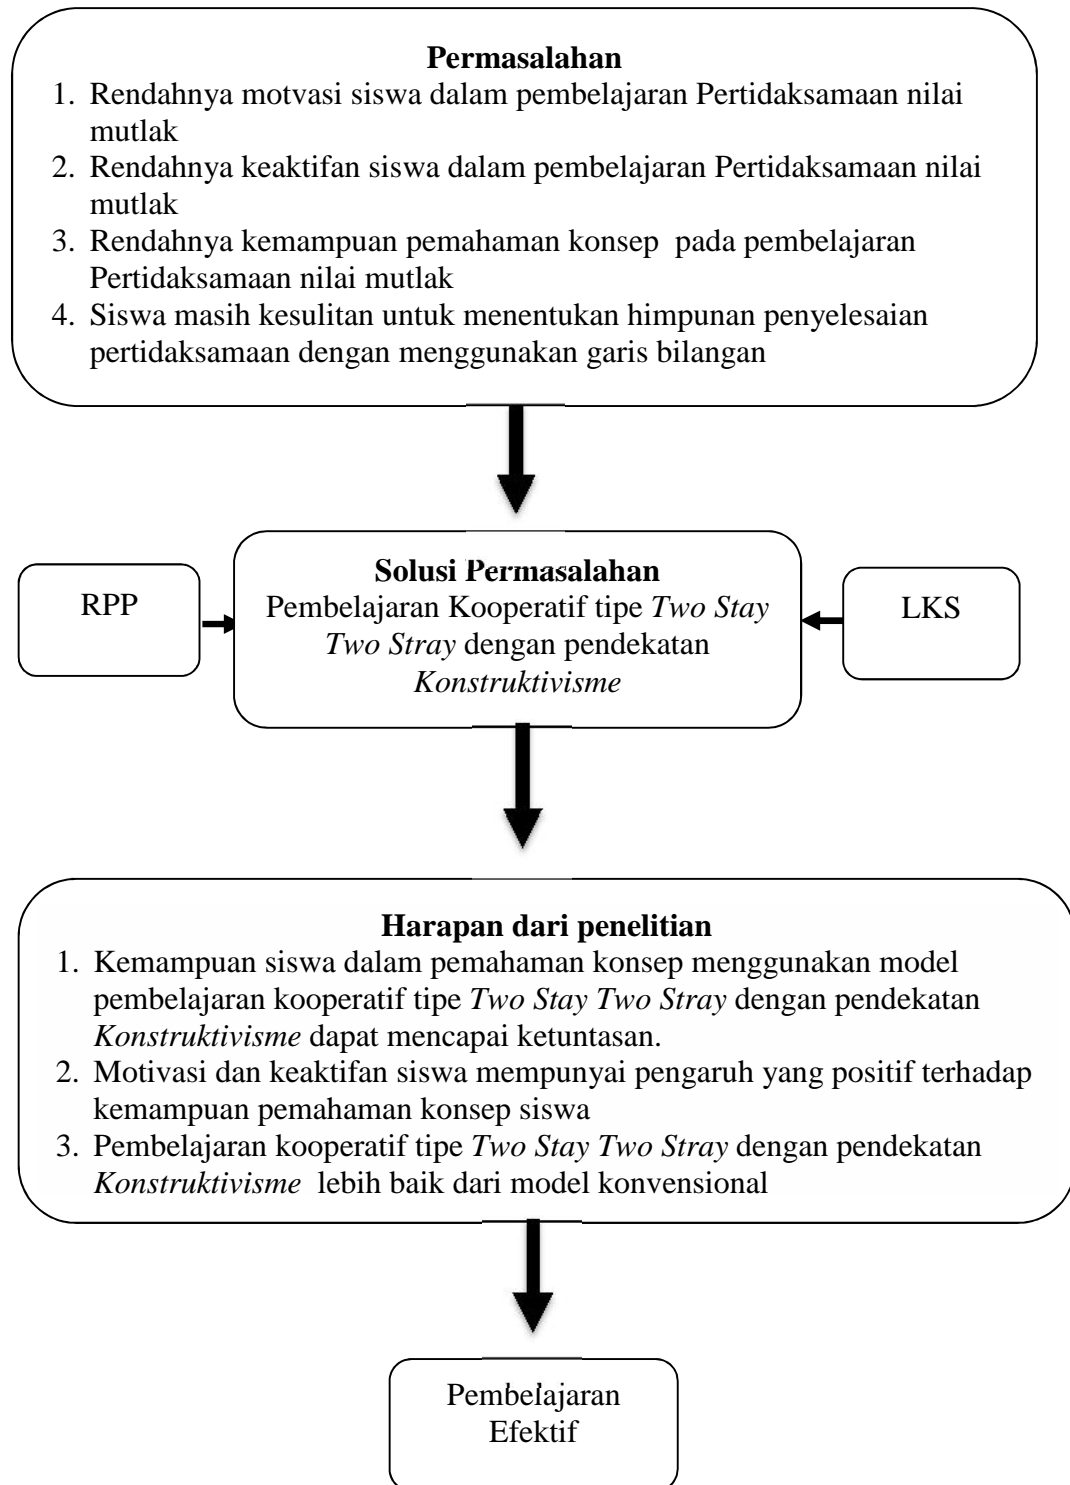 Permasalahan
1. Rendahnya motvasi siswa dalam pembelajaran Pertidaksamaan nilai
mutlak
2. Rendahnya keaktifan siswa dalam pembelajaran Pertidaksamaan nilai
mutlak
3. Rendahnya kemampuan pemahaman konsep pada pembelajaran
Pertidaksamaan nilai mutlak
4. Siswa masih kesulitan untuk menentukan himpunan penyelesaian
pertidaksamaan dengan menggunakan garis bilangan
RPP
Solusi Permasalahan
Pembelajaran Kooperatif tipe Two Stay
Two Stray dengan pendekatan
Konstruktivisme
LKS
Harapan dari penelitian
1. Kemampuan siswa dalam pemahaman konsep menggunakan model
pembelajaran kooperatif tipe Two Stay Two Stray dengan pendekatan
Konstruktivisme dapat mencapai ketuntasan.
2. Motivasi dan keaktifan siswa mempunyai pengaruh yang positif terhadap
kemampuan pemahaman konsep siswa
3. Pembelajaran kooperatif tipe Two Stay Two Stray dengan pendekatan
Konstruktivisme lebih baik dari model konvensional
Pembelajaran
Efektif